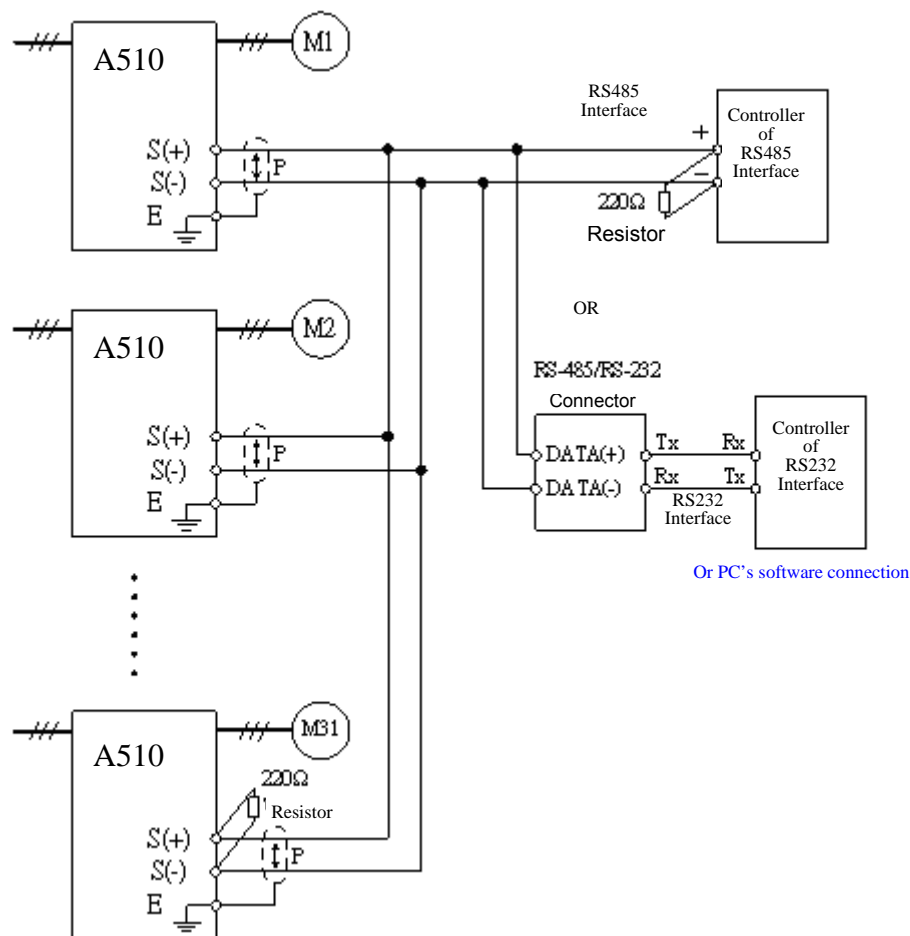 A510
M1
RS485
Interface
Controller
of
RS485
Interface
S(+)
S(-)
E
P
+
−
220Ω
Resistor
OR
A510
M2
RS-485/RS-232
Connector
S(+)
S(-)
E
P
DATA(+)
DATA(-)
Tx
Rx
Rx
Tx
RS232
Interface
Controller
of
RS232
Interface
Or PC’s software connection
A510
M31
220Ω
Resistor
S(+)
S(-)
E
P